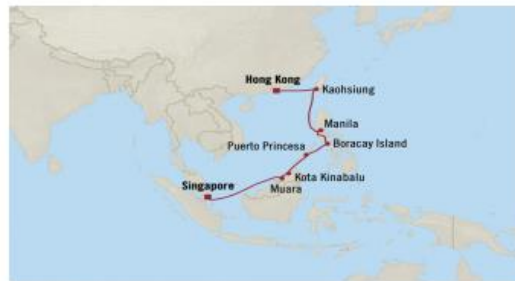 Hong Kong
Kaohsiung
Manila
Boracay Island
Puerto Princesa
Kota Kinabalu
Singapore
Muara